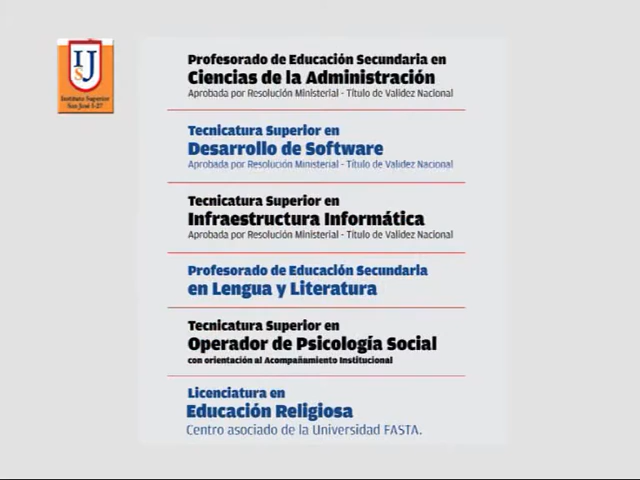 ISJ
Instituto Superior
San José I-27
Profesorado de Educación Secundaria en
Ciencias de la Administración
Aprobada por Resolución Ministerial - Título de Validez Nacional
Tecnicatura Superior en
Desarrollo de Software
Aprobada por Resolución Ministerial - Título de Validez Nacional
Tecnicatura Superior en
Infraestructura Informática
Aprobada por Resolución Ministerial - Título de Validez Nacional
Profesorado de Educación Secundaria
en Lengua y Literatura
Tecnicatura Superior en
Operador de Psicología Social
con orientación al Acompañamiento Institucional
Licenciatura en
Educación Religiosa
Centro asociado de la Universidad FASTA.